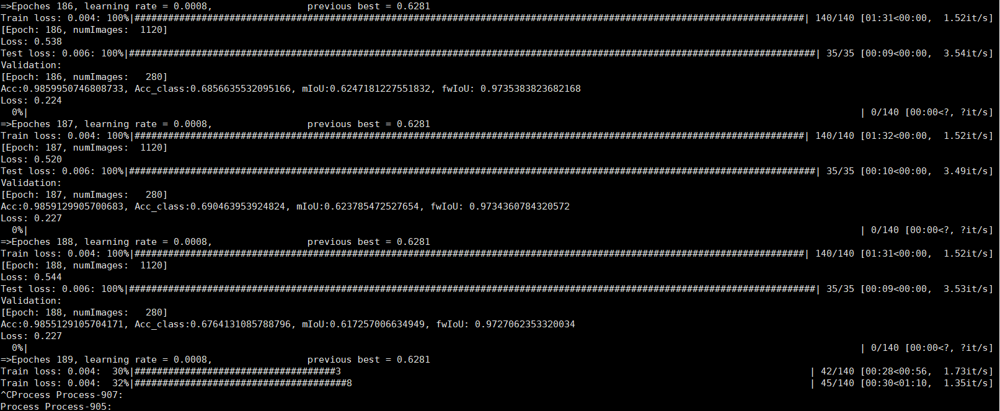 =>Epoches 186, learning rate = 0.0008,                 previous best = 0.6281
Train loss: 0.004: 100%|########################################################################################################################| 140/140 [01:31<00:00,  1.52it/s]
[Epoch: 186, numImages:  1120]
Loss: 0.538
Test loss: 0.006: 100%|###########################################################################################################################| 35/35 [00:09<00:00,  3.54it/s]
Validation:
[Epoch: 186, numImages:   280]
Acc:0.9859950746808733, Acc_class:0.6856635532095166, mIoU:0.6247181227551832, fwIoU: 0.9735383823682168
Loss: 0.224
  0%|                                                                                                                                                     | 0/140 [00:00<?, ?it/s]
=>Epoches 187, learning rate = 0.0008,                 previous best = 0.6281
Train loss: 0.004: 100%|########################################################################################################################| 140/140 [01:32<00:00,  1.52it/s]
[Epoch: 187, numImages:  1120]
Loss: 0.520
Test loss: 0.006: 100%|###########################################################################################################################| 35/35 [00:10<00:00,  3.49it/s]
Validation:
[Epoch: 187, numImages:   280]
Acc:0.9859129905700683, Acc_class:0.690463953924824, mIoU:0.623785472527654, fwIoU: 0.9734360784320572
Loss: 0.227
  0%|                                                                                                                                                     | 0/140 [00:00<?, ?it/s]
=>Epoches 188, learning rate = 0.0008,                 previous best = 0.6281
Train loss: 0.004: 100%|########################################################################################################################| 140/140 [01:31<00:00,  1.52it/s]
[Epoch: 188, numImages:  1120]
Loss: 0.544
Test loss: 0.006: 100%|###########################################################################################################################| 35/35 [00:09<00:00,  3.53it/s]
Validation:
[Epoch: 188, numImages:   280]
Acc:0.9855129105704171, Acc_class:0.6764131085788796, mIoU:0.617257006634949, fwIoU: 0.9727062353320034
Loss: 0.227
  0%|                                                                                                                                                     | 0/140 [00:00<?, ?it/s]
=>Epoches 189, learning rate = 0.0008,                 previous best = 0.6281
Train loss: 0.004:  30%|####################################3                                                                                    | 42/140 [00:28<00:56,  1.73it/s]
Train loss: 0.004:  32%|######################################8                                                                                  | 45/140 [00:30<01:10,  1.35it/s]
^CProcess Process-907:
Process Process-905: